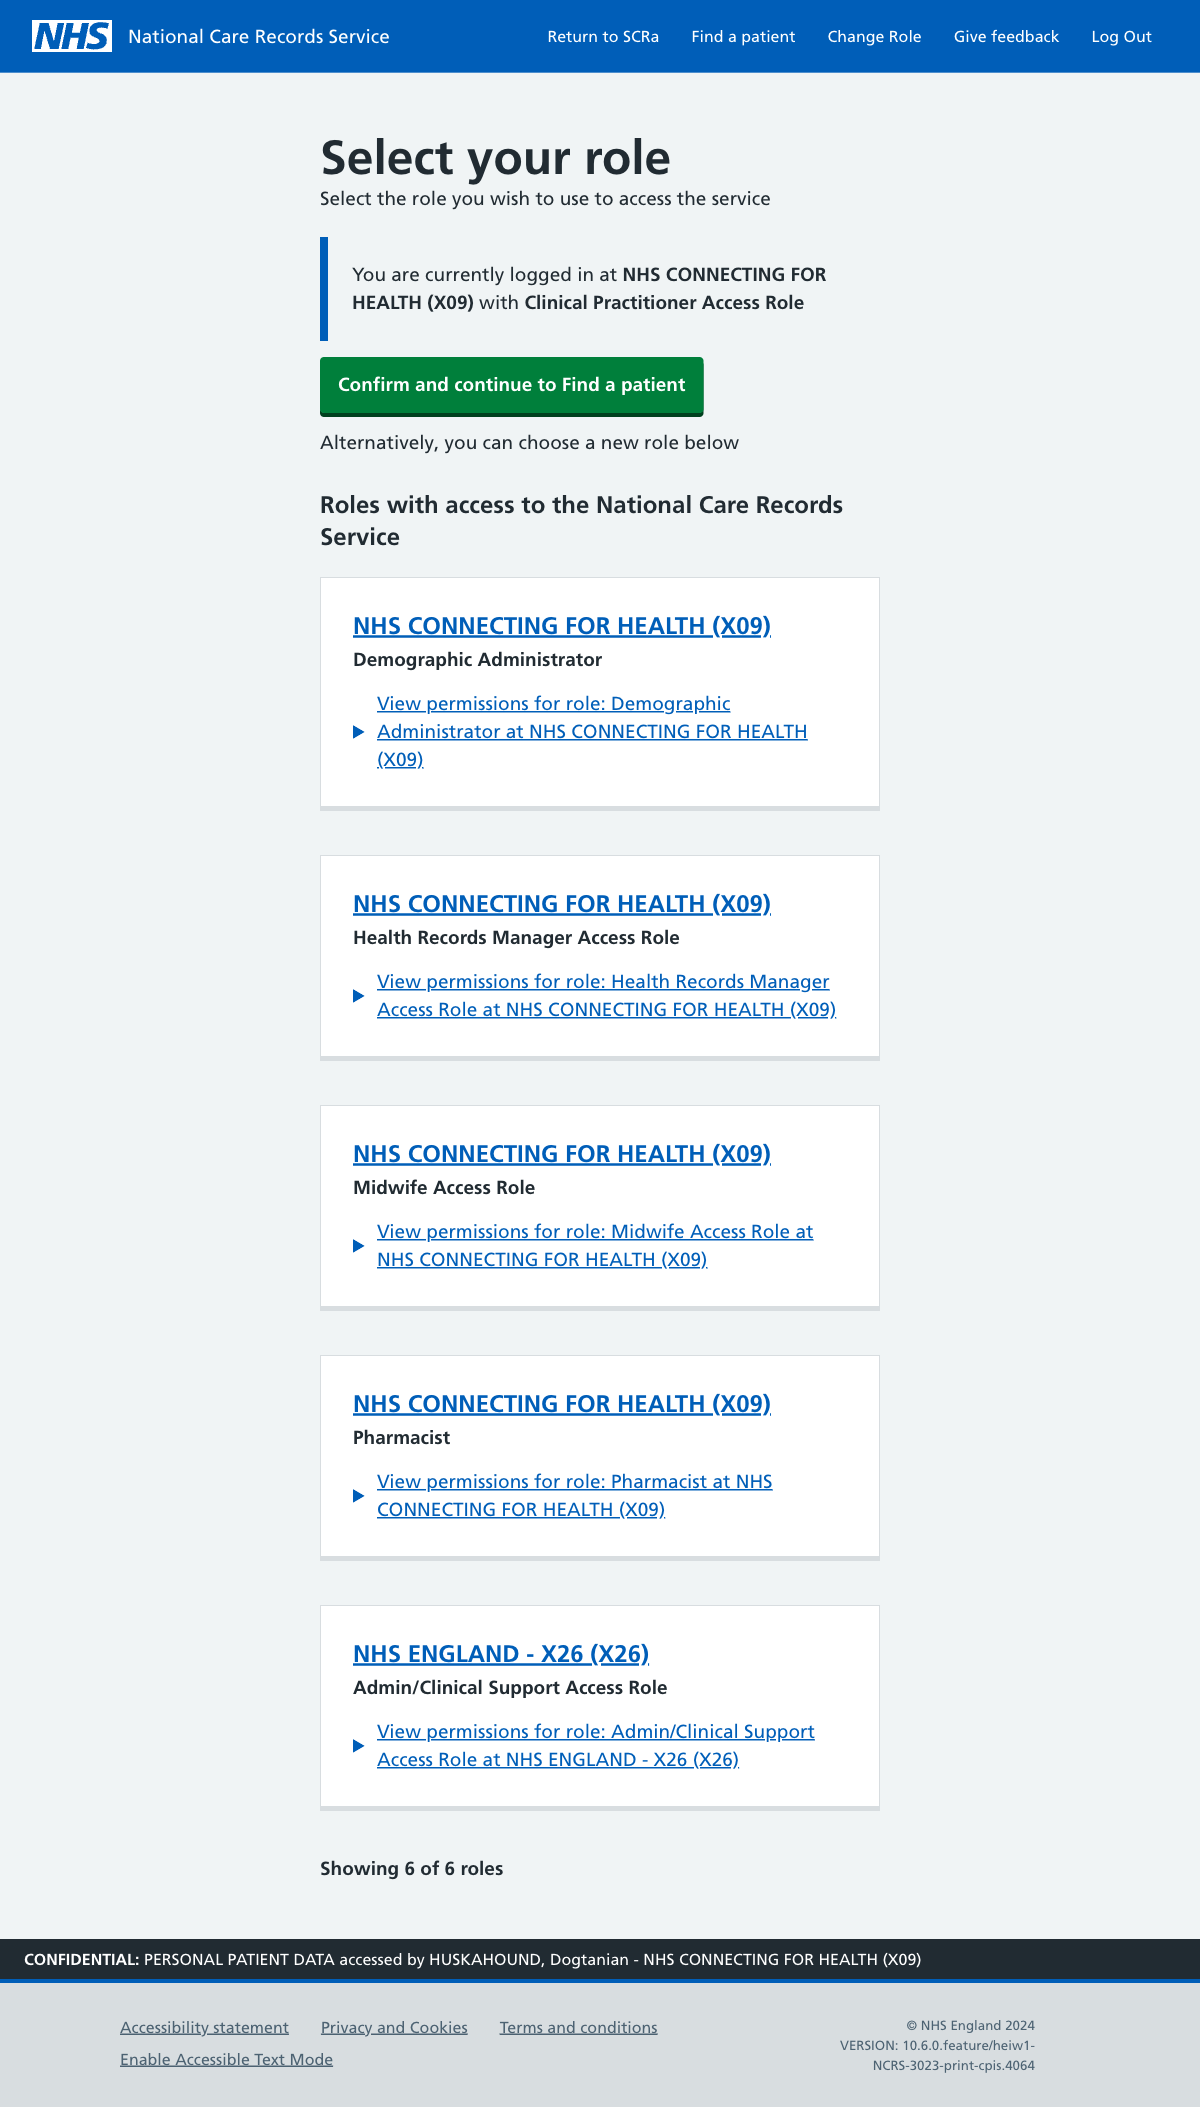 NHS National Care Records Service
Return to SCRa Find a patient Change Role Give feedback Log Out
Select your role
Select the role you wish to use to access the service
You are currently logged in at NHS CONNECTING FOR
HEALTH (X09) with Clinical Practitioner Access Role
Confirm and continue to Find a patient
Alternatively, you can choose a new role below
Roles with access to the National Care Records
Service
NHS CONNECTING FOR HEALTH (X09)
Demographic Administrator
View permissions for role: Demographic
Administrator at NHS CONNECTING FOR HEALTH
(X09)
NHS CONNECTING FOR HEALTH (X09)
Health Records Manager Access Role
View permissions for role: Health Records Manager
Access Role at NHS CONNECTING FOR HEALTH (X09)
NHS CONNECTING FOR HEALTH (X09)
Midwife Access Role
View permissions for role: Midwife Access Role at
NHS CONNECTING FOR HEALTH (X09)
NHS CONNECTING FOR HEALTH (X09)
Pharmacist
View permissions for role: Pharmacist at NHS
CONNECTING FOR HEALTH (X09)
NHS ENGLAND - X26 (X26)
Admin/Clinical Support Access Role
View permissions for role: Admin/Clinical Support
Access Role at NHS ENGLAND - X26 (X26)
Showing 6 of 6 roles
CONFIDENTIAL: PERSONAL PATIENT DATA accessed by HUSKAHOUND, Dogtanian - NHS CONNECTING FOR HEALTH (X09)
Accessibility statement Privacy and Cookies Terms and conditions
Enable Accessible Text Mode
© NHS England 2024
VERSION: 10.6.0.feature/heiw1-
NCRS-3023-print-cpis.4064